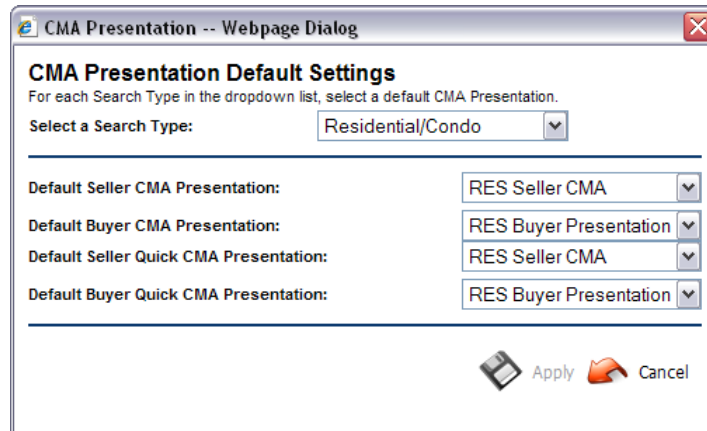 CMA Presentation -- Webpage Dialog
CMA Presentation Default Settings
For each Search Type in the dropdown list, select a default CMA Presentation.
Select a Search Type: Residential/Condo
Default Seller CMA Presentation: RES Seller CMA
Default Buyer CMA Presentation: RES Buyer Presentation
Default Seller Quick CMA Presentation: RES Seller CMA
Default Buyer Quick CMA Presentation: RES Buyer Presentation
Apply Cancel